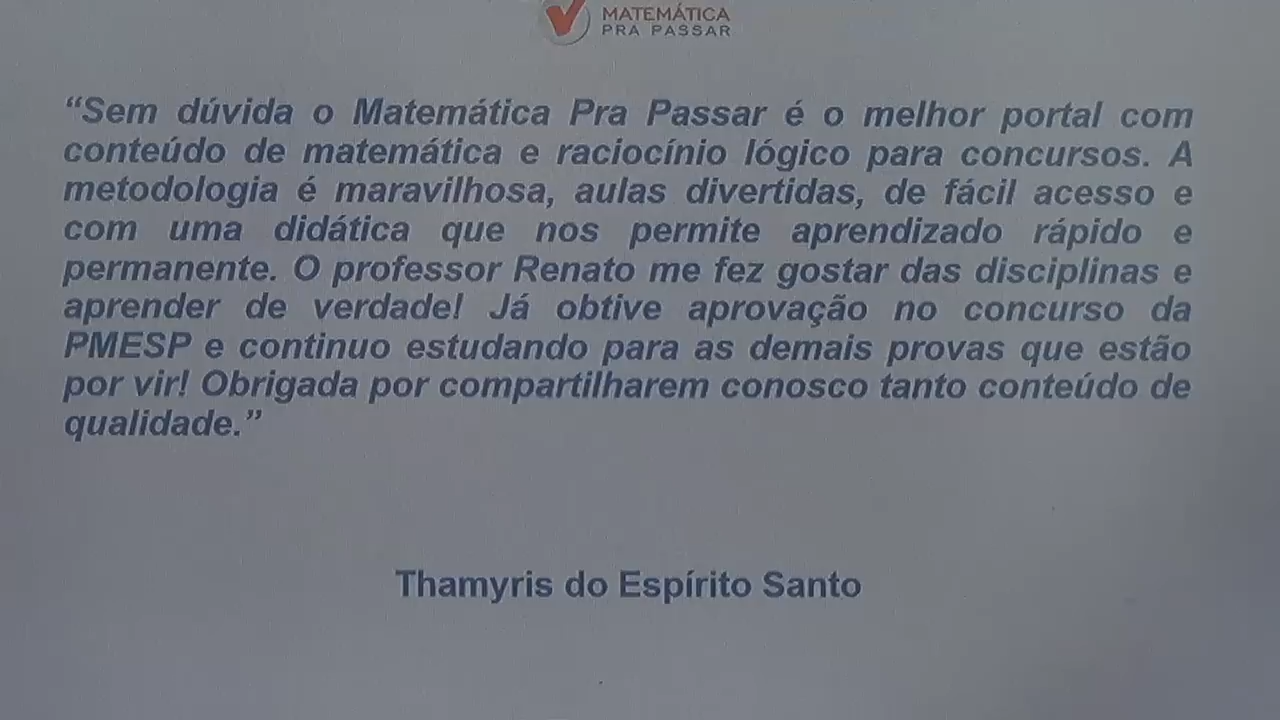 MATEMÁTICA
PRA PASSAR
“Sem dúvida o Matemática Pra Passar é o melhor portal com
conteúdo de matemática e raciocínio lógico para concursos. A
metodologia é maravilhosa, aulas divertidas, de fácil acesso e
com uma didática que nos permite aprendizado rápido e
permanente. O professor Renato me fez gostar das disciplinas e
aprender de verdade! Já obtive aprovação no concurso da
PMESP e continuo estudando para as demais provas que estão
por vir! Obrigada por compartilharem conosco tanto conteúdo de
qualidade.”
Thamyris do Espírito Santo